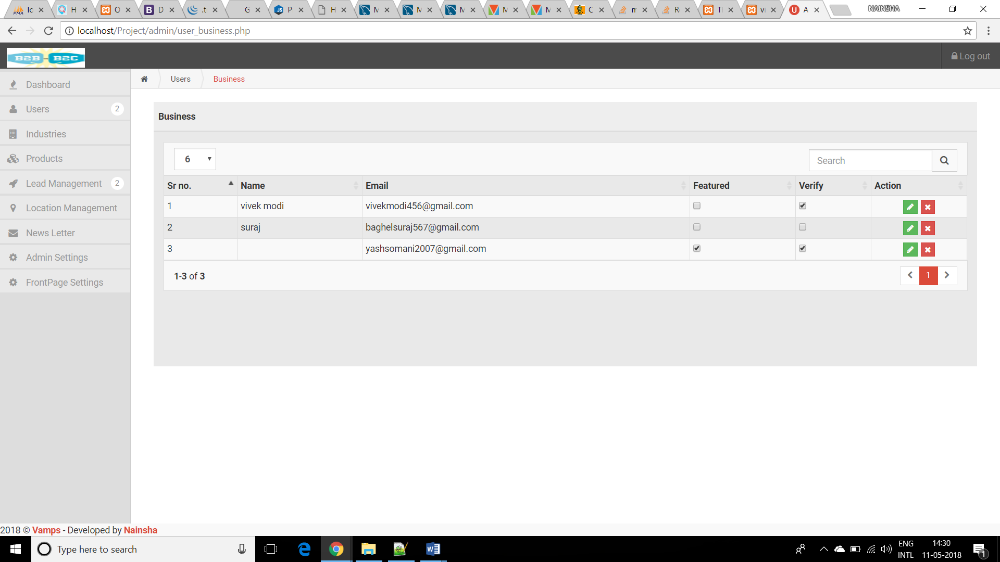 Ic
H
O
D
.t
G
Pl
H
M
M
M
M
M
C
m
R
Tl
vi
A
NAINSHA
localhost/Project/admin/user_business.php
B2B - B2C
Log out
Dashboard
Users 2
Industries
Products
Lead Management 2
Location Management
News Letter
Admin Settings
FrontPage Settings
Users Business
Business
6
Search
Sr no. Name Email Featured Verify Action
1 vivek modi vivekmodi456@gmail.com
2 suraj baghelsuraj567@gmail.com
3 yashsomani2007@gmail.com
1-3 of 3
1
2018 © Vamps - Developed by Nainsha
Type here to search
ENG
INTL
14:30
11-05-2018
1